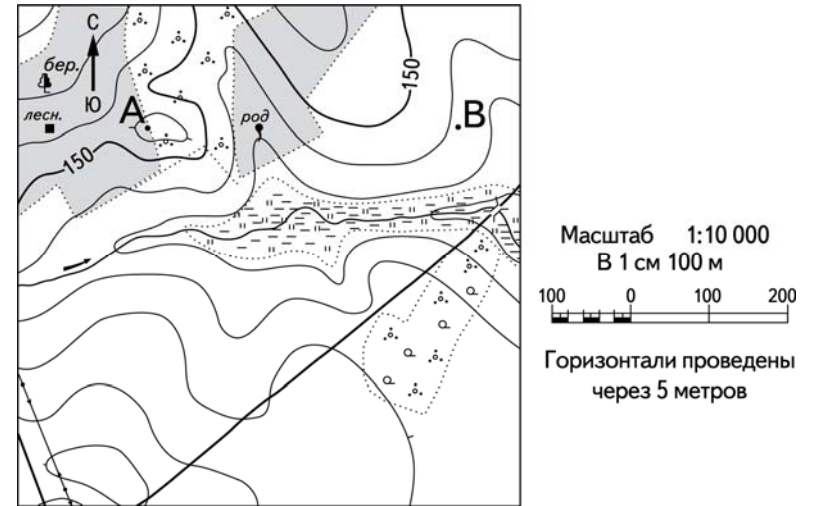 С
бер.
Ю
лесн.
А
род
В
150
150
Масштаб 1:10 000
В 1 см 100 м
100 0 100 200
Горизонтали проведены
через 5 метров